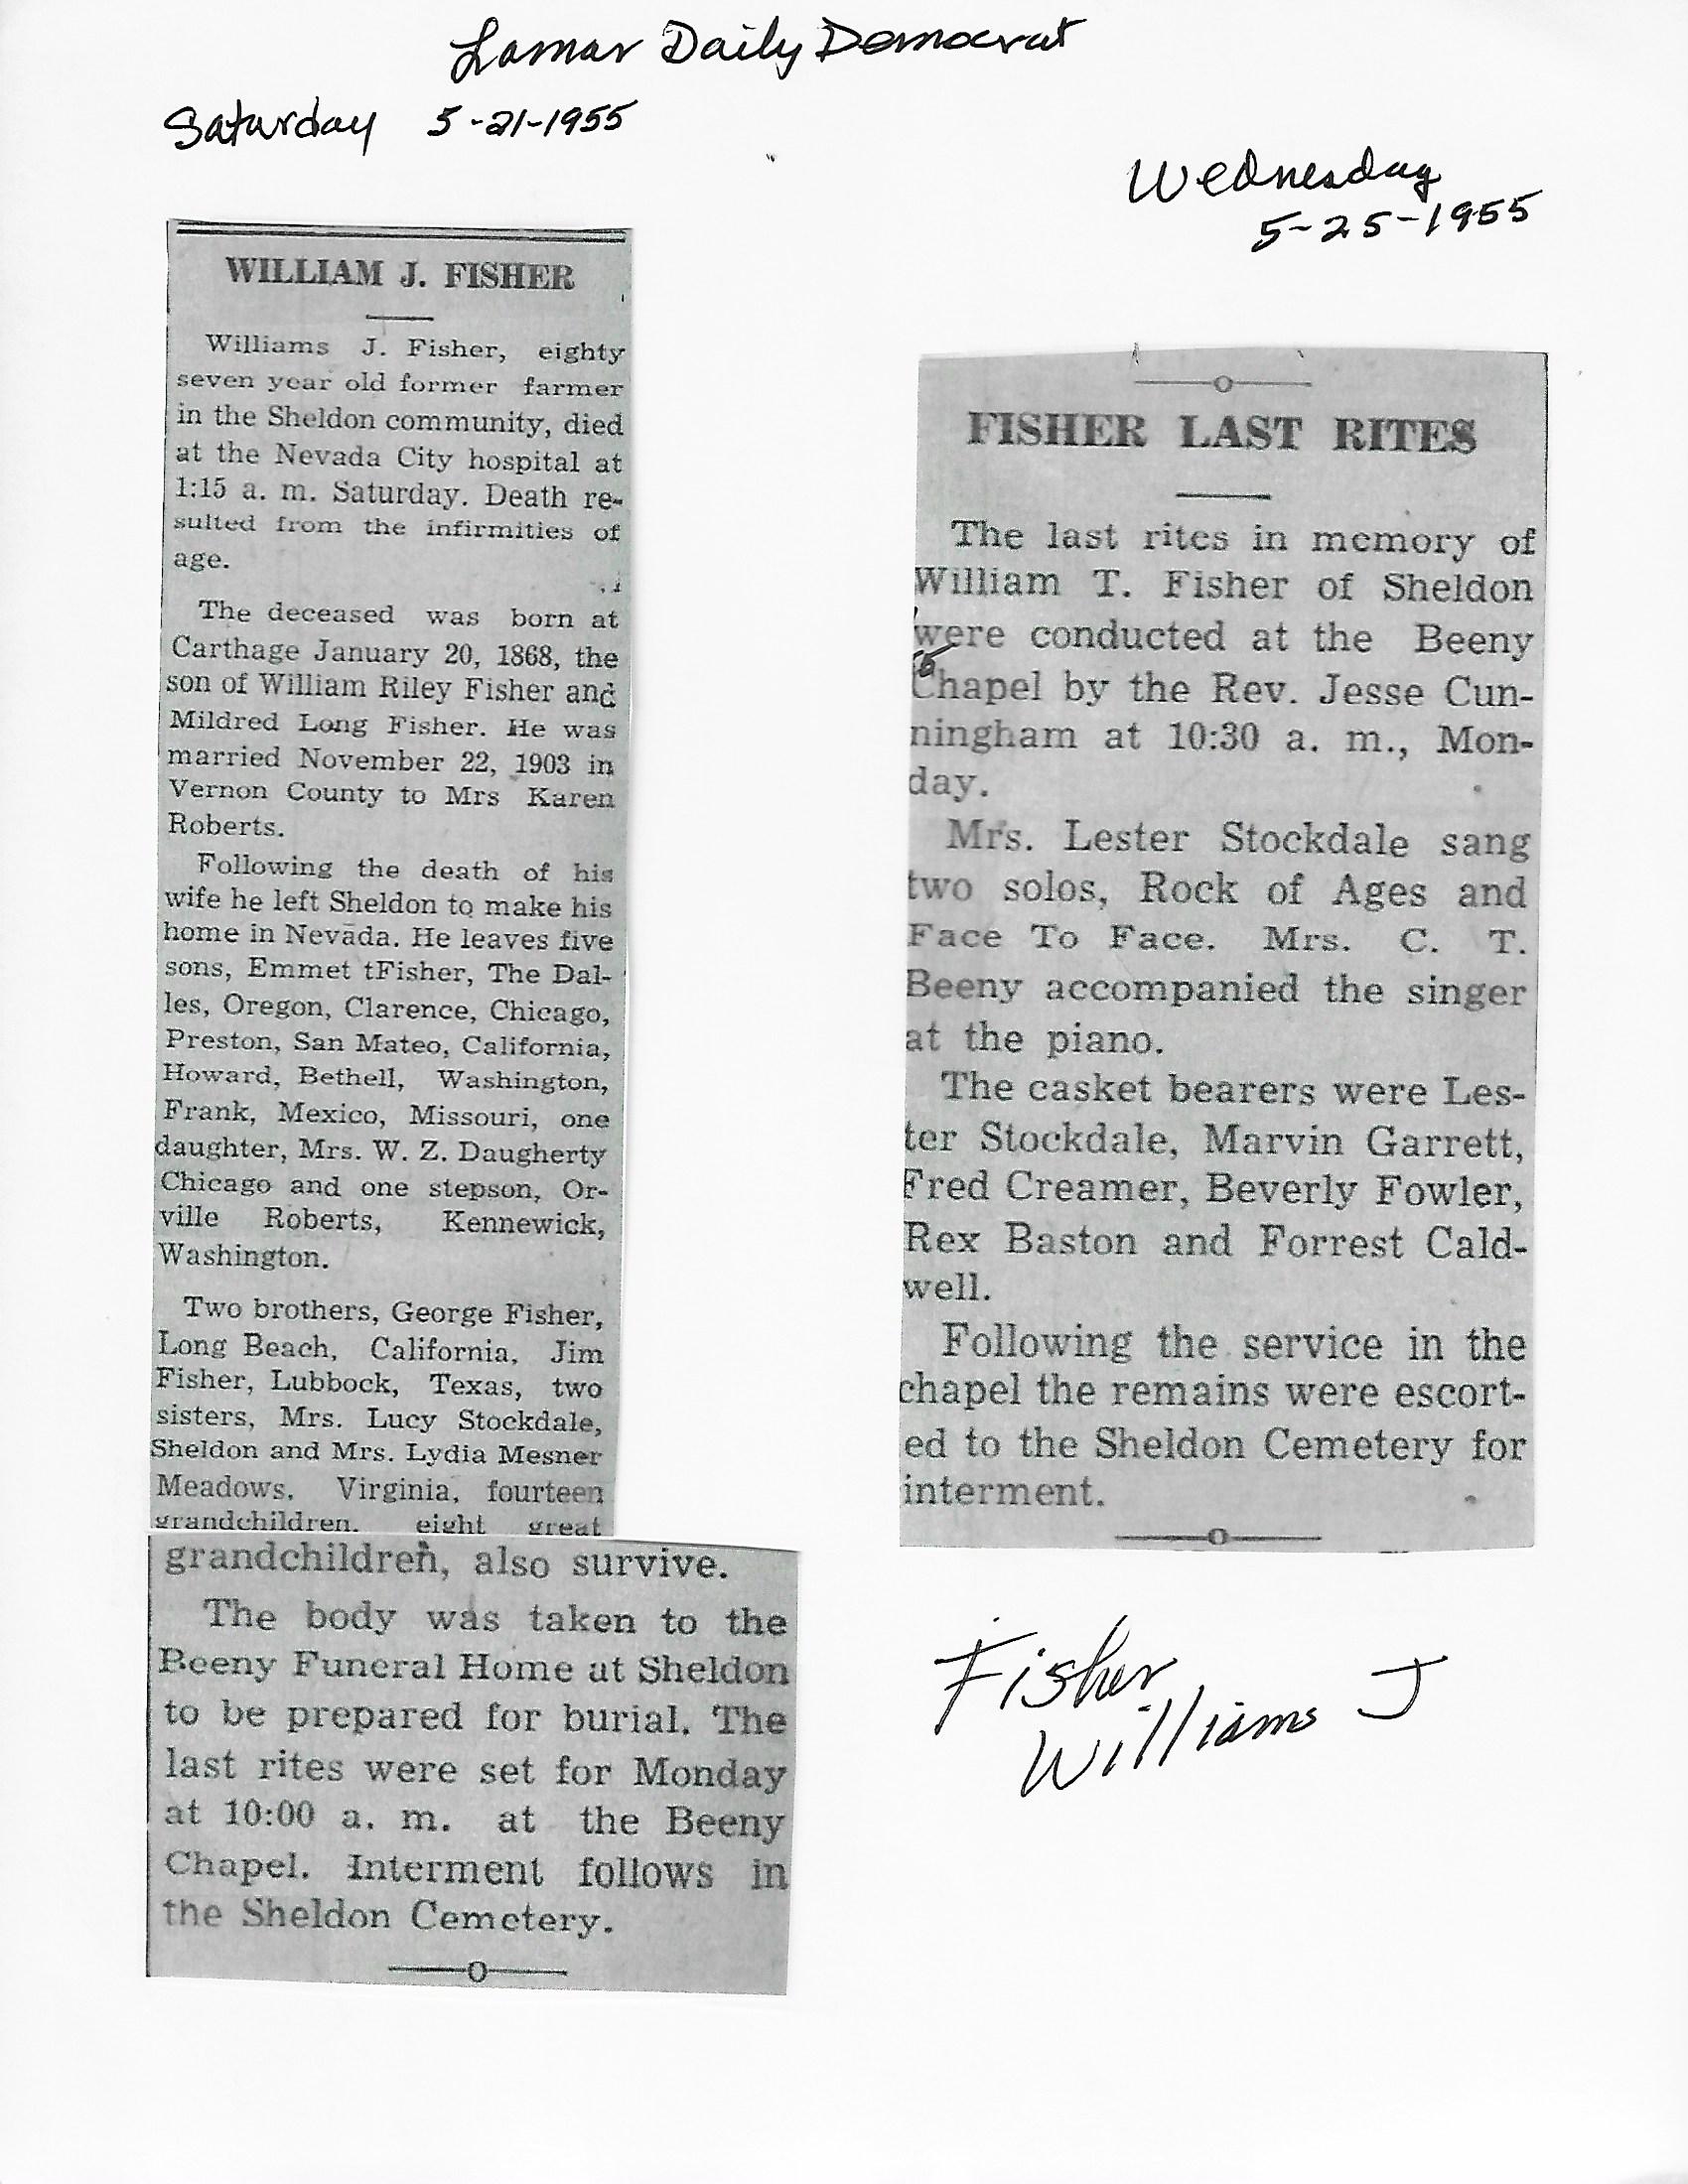 Lamar Daily Democrat
Saturday 5-21-1955
WILLIAM J. FISHER
Williams J. Fisher, eighty
seven year old former farmer
in the Sheldon community, died
at the Nevada City hospital at
1:15 a. m. Saturday. Death re-
sulted from the infirmities of
age.
The deceased was born at
Carthage January 20, 1868, the
son of William Riley Fisher and
Mildred Long Fisher. He was
married November 22, 1903 in
Vernon County to Mrs Karen
Roberts.
Following the death of his
wife he left Sheldon to make his
home in Nevada. He leaves five
sons, Emmet tFisher, The Dal-
les, Oregon, Clarence, Chicago,
Preston, San Mateo, California,
Howard, Bethell, Washington,
Frank, Mexico, Missouri, one
daughter, Mrs. W. Z. Daugherty
Chicago and one stepson, Or-
ville Roberts, Kennewick,
Washington.
Two brothers, George Fisher,
Long Beach, California, Jim
Fisher, Lubbock, Texas, two
sisters, Mrs. Lucy Stockdale,
Sheldon and Mrs. Lydia Mesner
Meadows, Virginia, fourteen
grandchildren, eight great
grandchildren, also survive.
The body was taken to the
Beeny Funeral Home at Sheldon
to be prepared for burial. The
last rites were set for Monday
at 10:00 a. m. at the Beeny
Chapel. Interment follows in
the Sheldon Cemetery.
Wednesday
5-25-1955
FISHER LAST RITES
The last rites in memory of
William T. Fisher of Sheldon
were conducted at the Beeny
Chapel by the Rev. Jesse Cun-
ningham at 10:30 a. m., Mon-
day.
Mrs. Lester Stockdale sang
two solos, Rock of Ages and
Face To Face. Mrs. C. T.
Beeny accompanied the singer
at the piano.
The casket bearers were Les-
ter Stockdale, Marvin Garrett,
Fred Creamer, Beverly Fowler,
Rex Baston and Forrest Cald-
well.
Following the service in the
chapel the remains were escort-
ed to the Sheldon Cemetery for
interment.
Fisher
Williams J